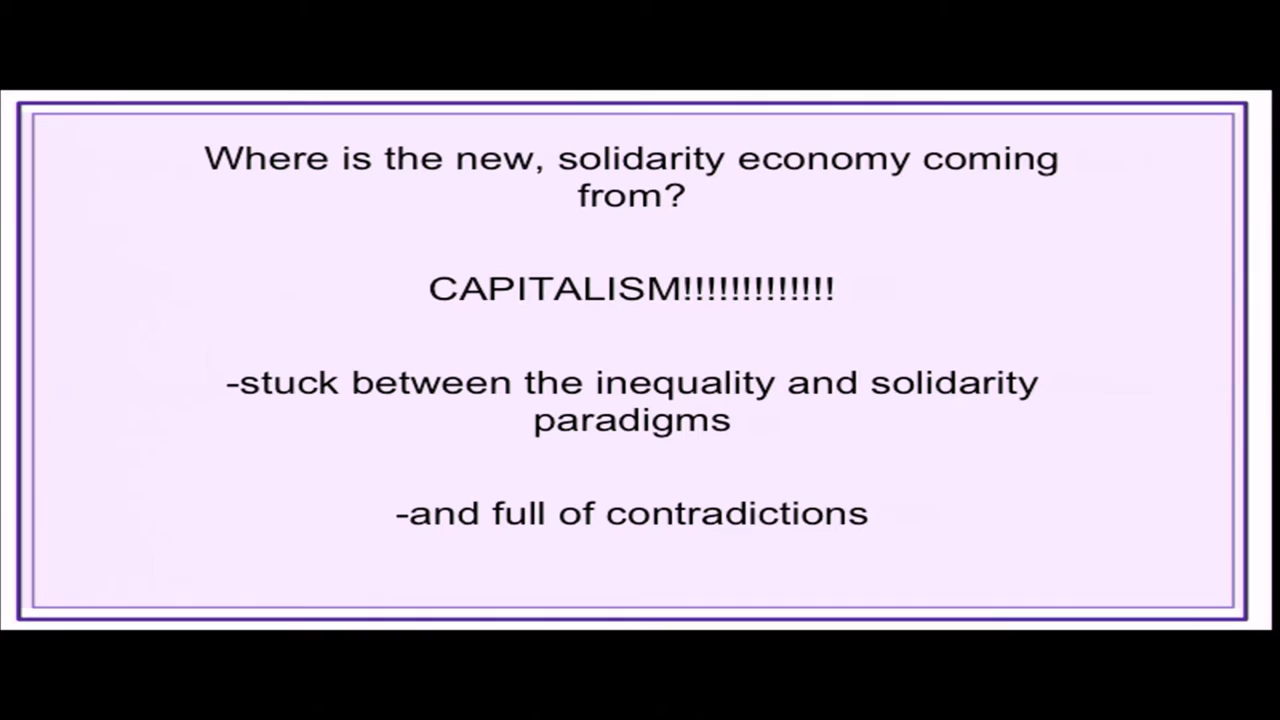 Where is the new, solidarity economy coming
from?
CAPITALISM!!!!!!!!!!!!!
-stuck between the inequality and solidarity
paradigms
-and full of contradictions